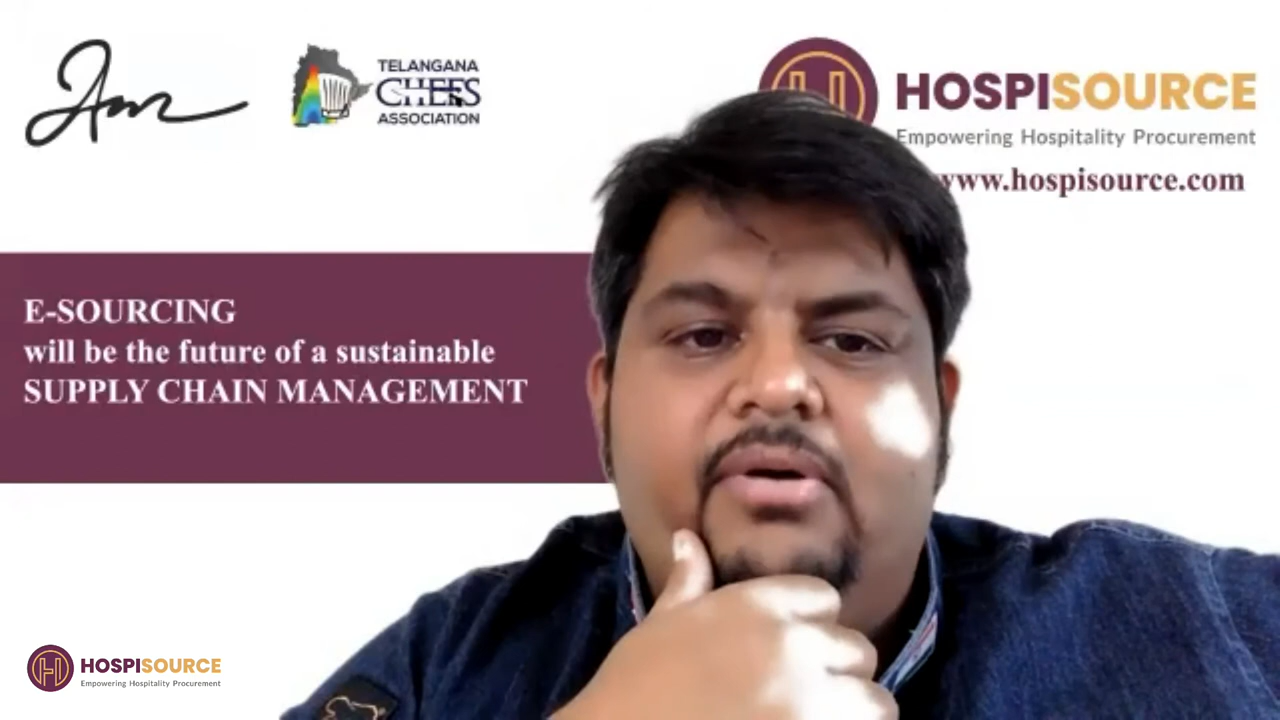 TELANGANA
CHEFS
ASSOCIATION
HOSPISOURCE
Empowering Hospitality Procurement
www.hospisource.com
E-SOURCING
will be the future of a sustainable
SUPPLY CHAIN MANAGEMENT
HOSPISOURCE
Empowering Hospitality Procurement